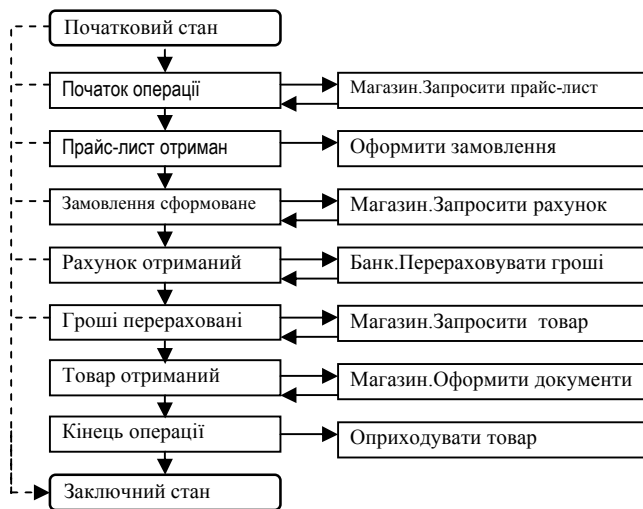 Початковий стан
Початок операції
Магазин.Запросити прайс-лист
Прайс-лист отриман
Оформити замовлення
Замовлення сформоване
Магазин.Запросити рахунок
Рахунок отриманий
Банк.Перераховувати гроші
Гроші перераховані
Магазин.Запросити товар
Товар отриманий
Магазин.Оформити документи
Кінець операції
Оприходувати товар
Заключний стан